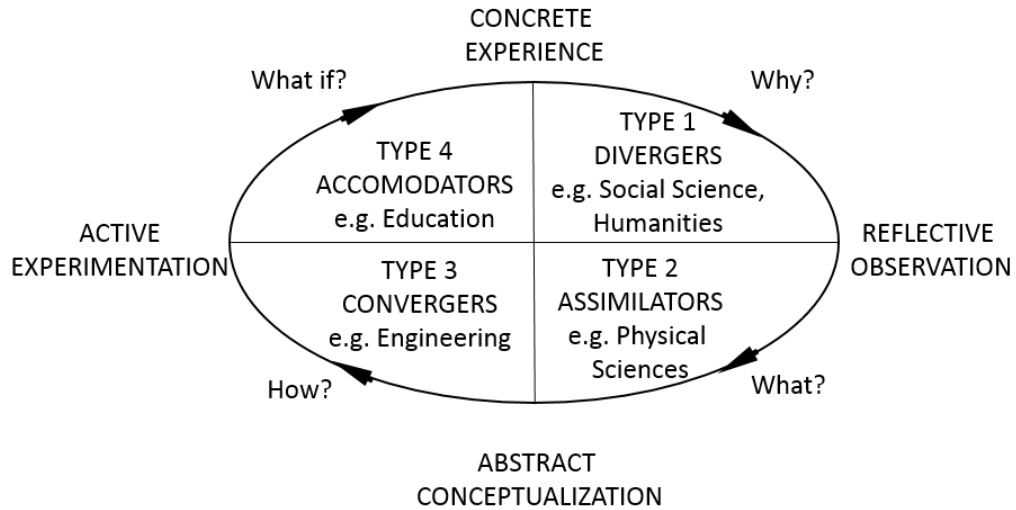 CONCRETE
EXPERIENCE
What if?
Why?
TYPE 4
ACCOMODATORS
e.g. Education
TYPE 1
DIVERGERS
e.g. Social Science,
Humanities
ACTIVE
EXPERIMENTATION
REFLECTIVE
OBSERVATION
TYPE 3
CONVERGERS
e.g. Engineering
TYPE 2
ASSIMILATORS
e.g. Physical
Sciences
How?
What?
ABSTRACT
CONCEPTUALIZATION